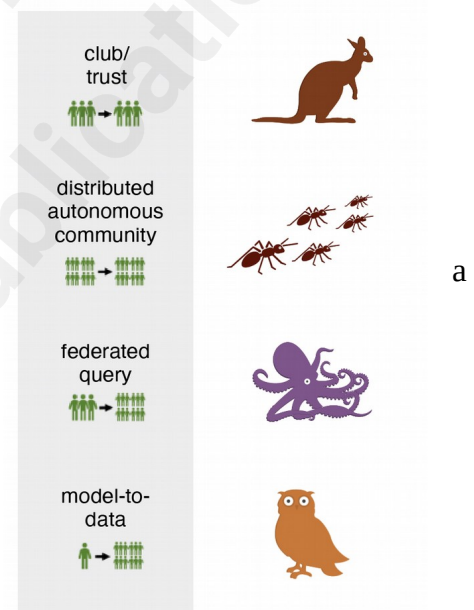 club/
trust
distributed
autonomous
community
a
federated
query
model-to-
data